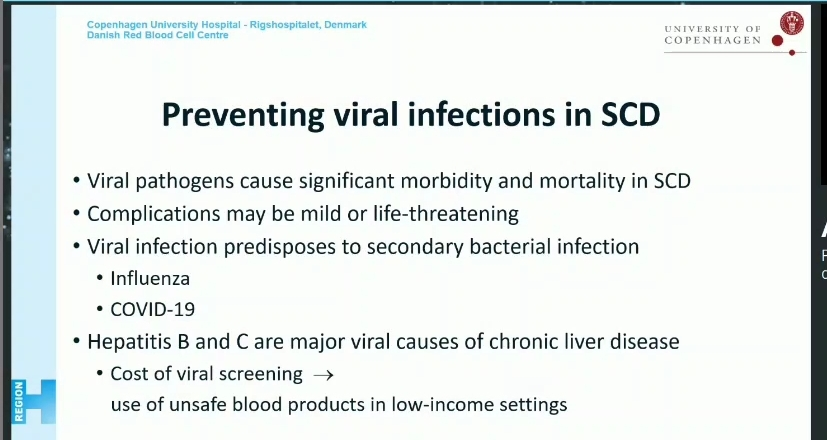 Copenhagen University Hospital - Rigshospitalet, Denmark
Danish Red Blood Cell Centre
UNIVERSITY OF
COPENHAGEN
Preventing viral infections in SCD
• Viral pathogens cause significant morbidity and mortality in SCD
• Complications may be mild or life-threatening
• Viral infection predisposes to secondary bacterial infection
• Influenza
• COVID-19
• Hepatitis B and C are major viral causes of chronic liver disease
• Cost of viral screening →
use of unsafe blood products in low-income settings
REGION
H